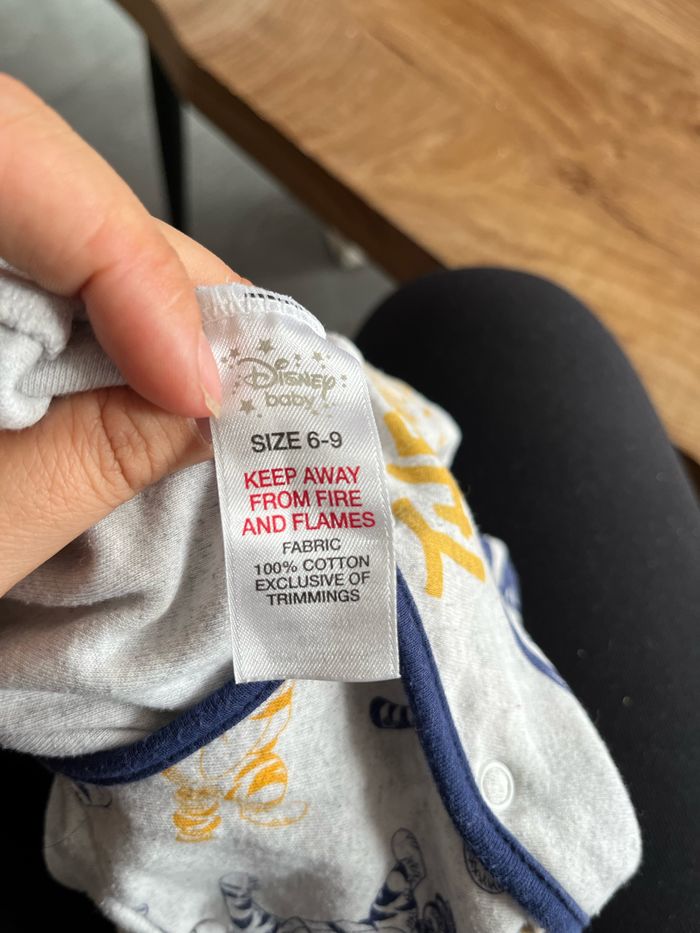 Disney
baby
SIZE 6-9
KEEP AWAY
FROM FIRE
AND FLAMES
FABRIC
100% COTTON
EXCLUSIVE OF
TRIMMINGS